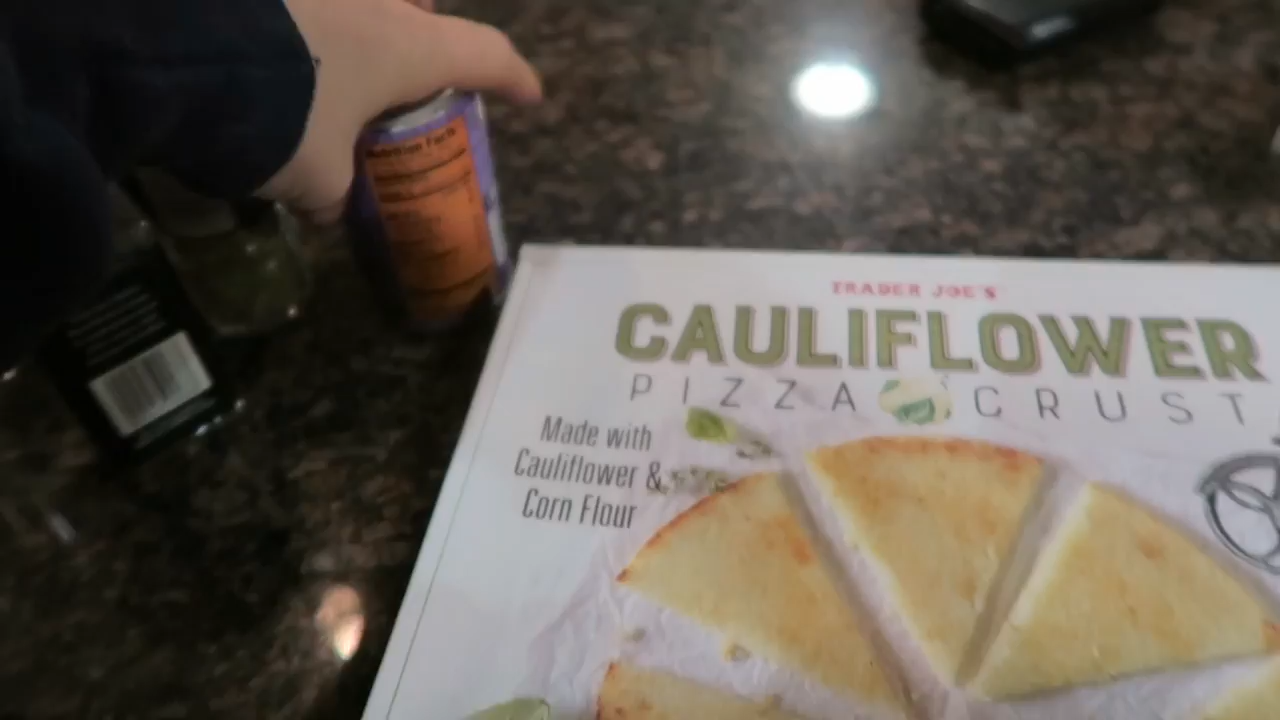 Nutrition Facts
TRADER JOE'S
CAULIFLOWER
PIZZA CRUST
Made with
Cauliflower &
Corn Flour